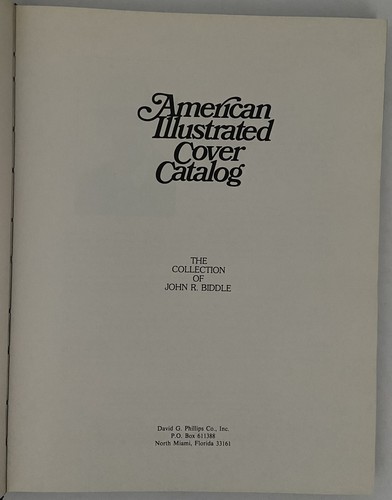 American
Illustrated
Cover
Catalog
THE
COLLECTION
OF
JOHN R. BIDDLE
David G. Phillips Co., Inc.
P.O. Box 611388
North Miami, Florida 33161